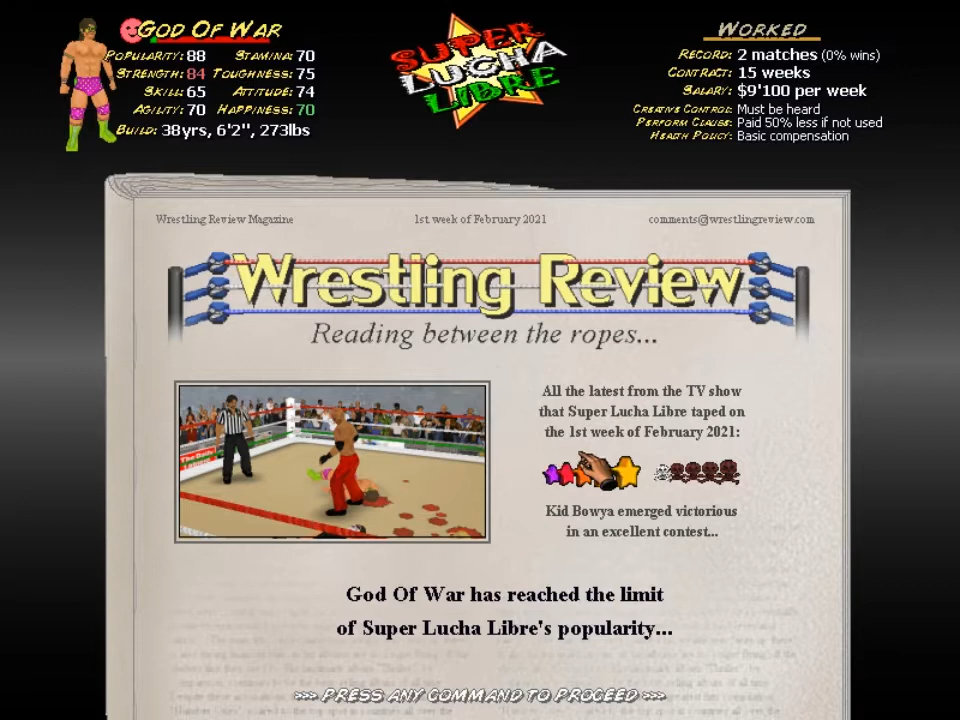 God Of War
Popularity: 88 Stamina: 70
Strength: 84 Toughness: 75
Skill: 65 Attitude: 74
Agility: 70 Happiness: 70
Build: 38yrs, 6'2", 273lbs
SUPER
LUCHA
LIBRE
Worked
Record: 2 matches (0% wins)
Contract: 15 weeks
Salary: $9'100 per week
Creative Control: Must be heard
Perform Clause: Paid 50% less if not used
Health Policy: Basic compensation
Wrestling Review Magazine 1st week of February 2021 comments@wrestlingreview.com
Wrestling Review
Reading between the ropes...
The Daily
All the latest from the TV show
that Super Lucha Libre taped on
the 1st week of February 2021:
Kid Bowya emerged victorious
in an excellent contest...
God Of War has reached the limit
of Super Lucha Libre's popularity...
>>> PRESS ANY COMMAND TO PROCEED >>>